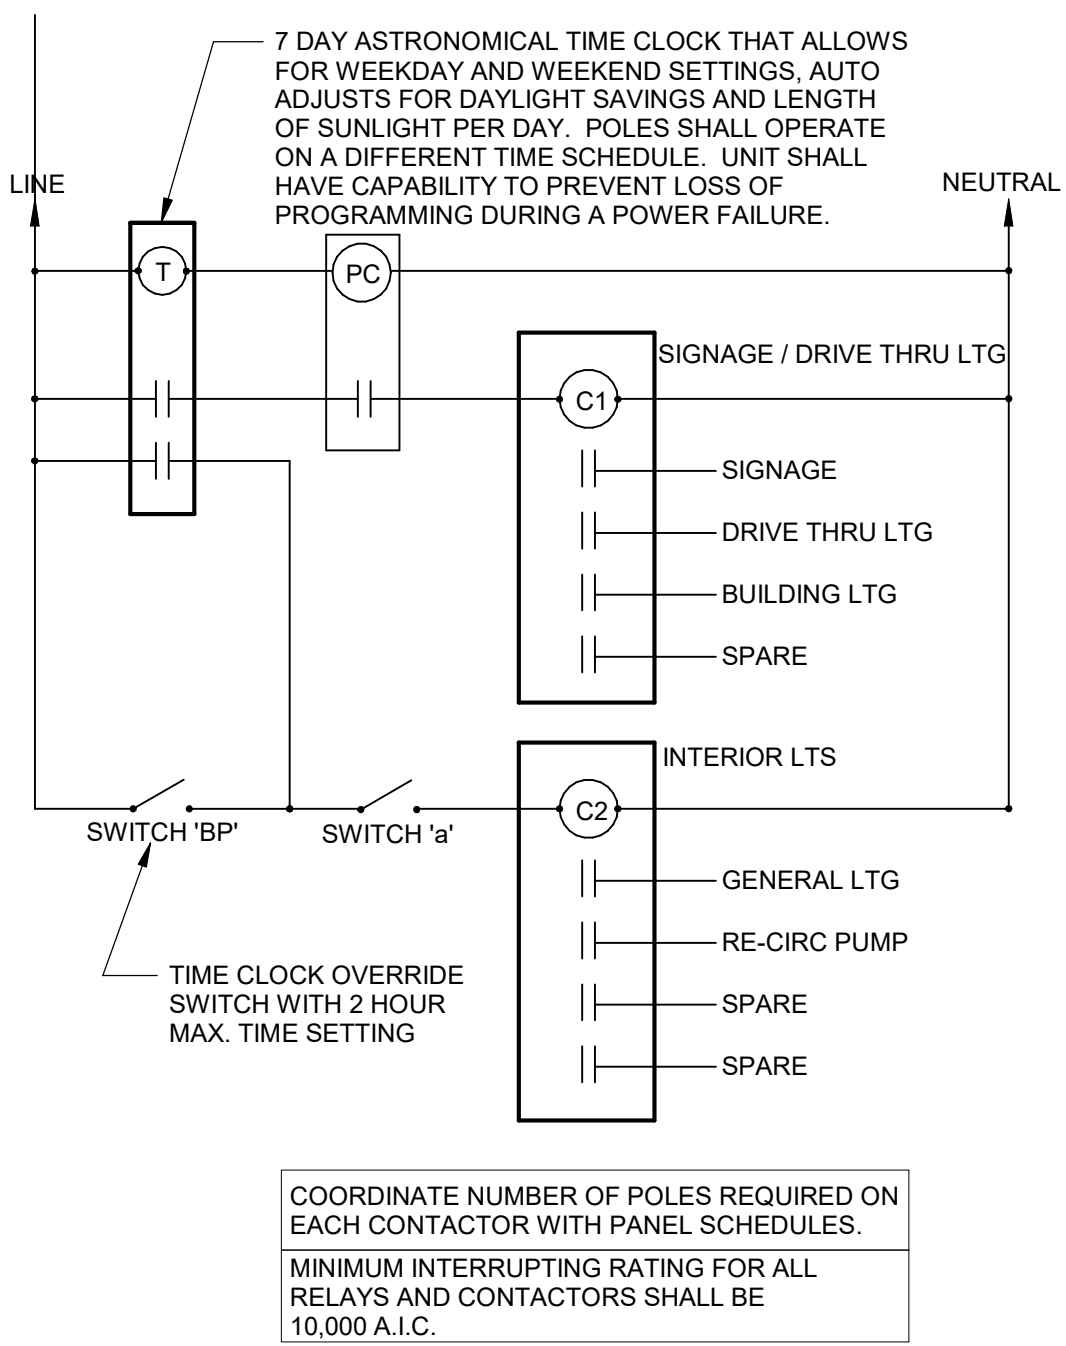 7 DAY ASTRONOMICAL TIME CLOCK THAT ALLOWS
FOR WEEKDAY AND WEEKEND SETTINGS, AUTO
ADJUSTS FOR DAYLIGHT SAVINGS AND LENGTH
OF SUNLIGHT PER DAY.  POLES SHALL OPERATE
ON A DIFFERENT TIME SCHEDULE.  UNIT SHALL
HAVE CAPABILITY TO PREVENT LOSS OF
PROGRAMMING DURING A POWER FAILURE.
LINE
NEUTRAL
T
PC
SIGNAGE / DRIVE THRU LTG
C1
SIGNAGE
DRIVE THRU LTG
BUILDING LTG
SPARE
INTERIOR LTS
C2
SWITCH 'BP'
SWITCH 'a'
GENERAL LTG
RE-CIRC PUMP
SPARE
SPARE
TIME CLOCK OVERRIDE
SWITCH WITH 2 HOUR
MAX. TIME SETTING
COORDINATE NUMBER OF POLES REQUIRED ON
EACH CONTACTOR WITH PANEL SCHEDULES.
MINIMUM INTERRUPTING RATING FOR ALL
RELAYS AND CONTACTORS SHALL BE
10,000 A.I.C.